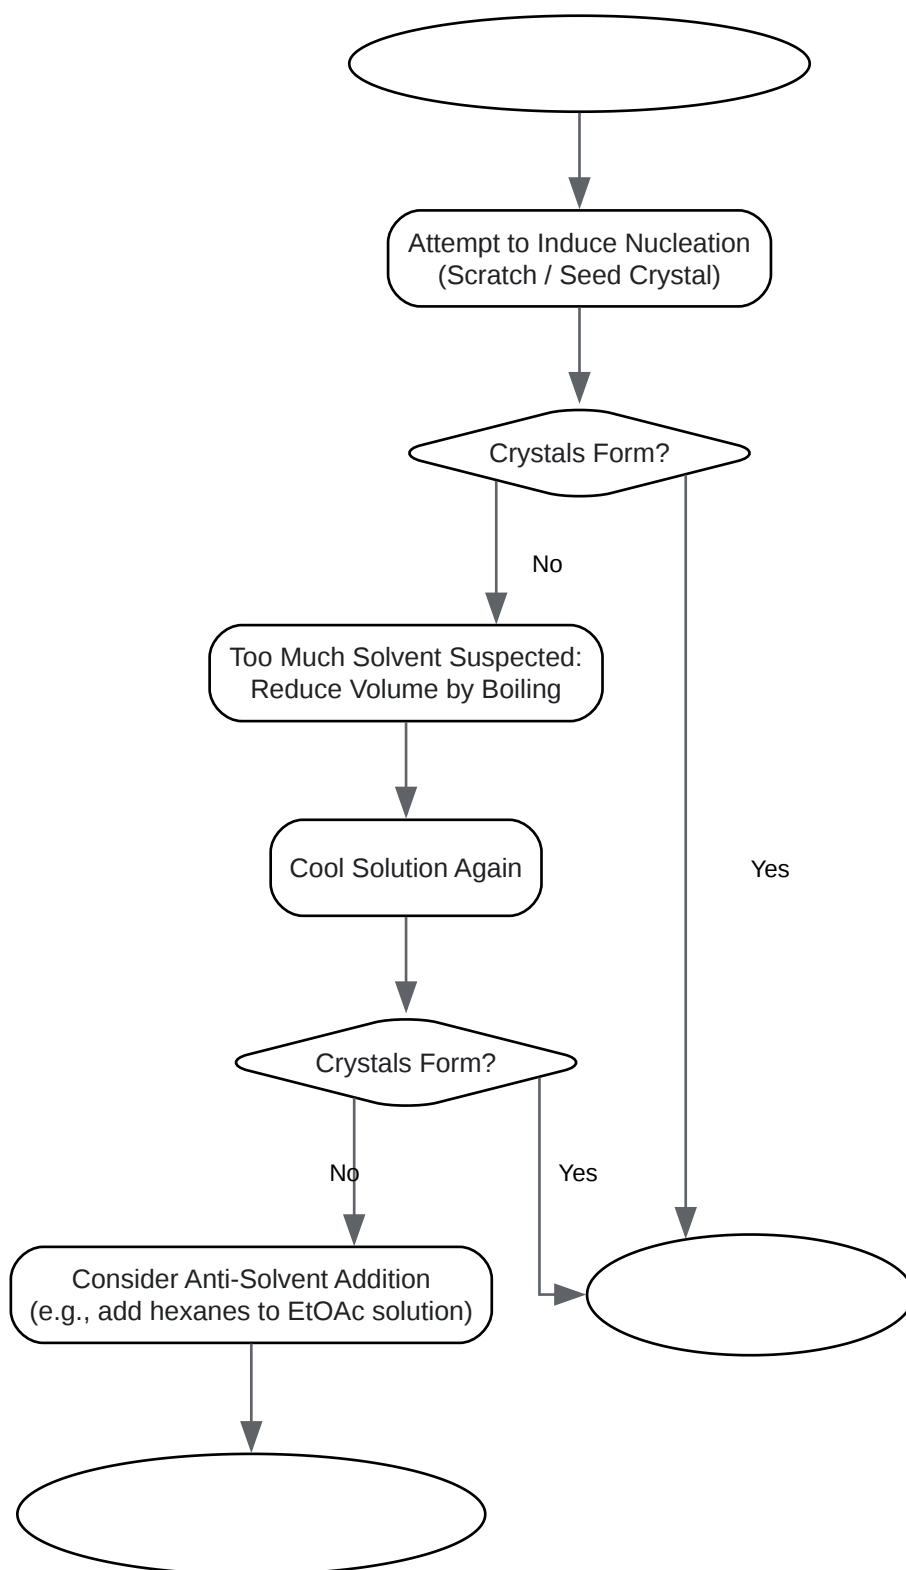 Attempt to Induce Nucleation
(Scratch / Seed Crystal)
Crystals Form?
No
Too Much Solvent Suspected:
Reduce Volume by Boiling
Cool Solution Again
Yes
Crystals Form?
No
Yes
Consider Anti-Solvent Addition
(e.g., add hexanes to EtOAc solution)